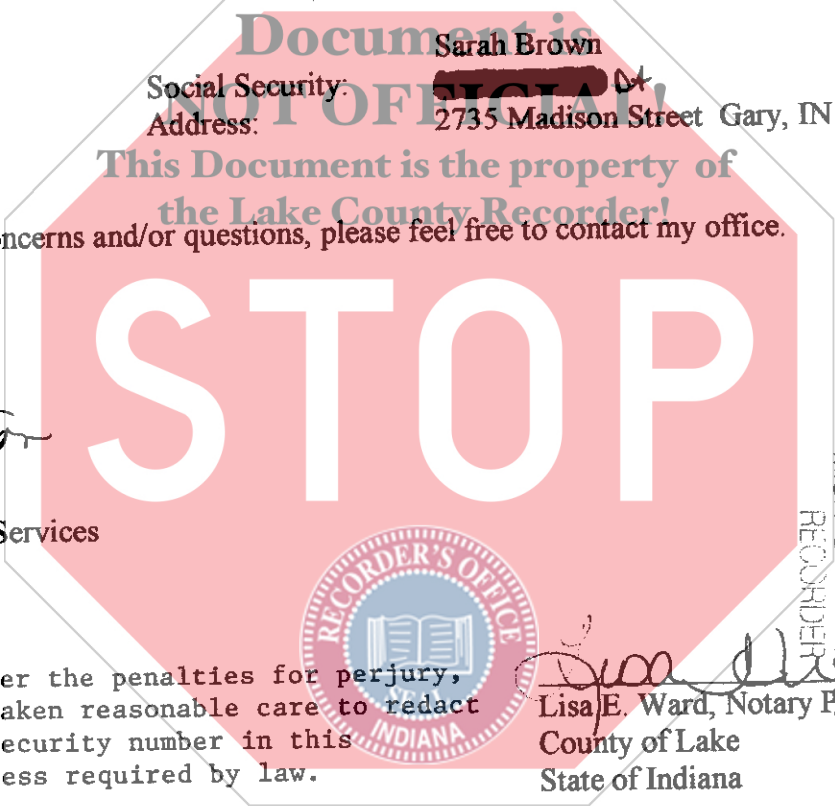 Document is
Sarah Brown
Social Security:
NOT OFFICIAL!
Address: 2735 Madison Street Gary, IN
This Document is the property of
the Lake County Recorder!
ncerns and/or questions, please feel free to contact my office.
STOP
Services
RECORDER
RECORDER'S OFFICE
SEAL
INDIANA
er the penalties for perjury,
aken reasonable care to redact
ecurity number in this
ess required by law.
Lisa E. Ward, Notary P
County of Lake
State of Indiana